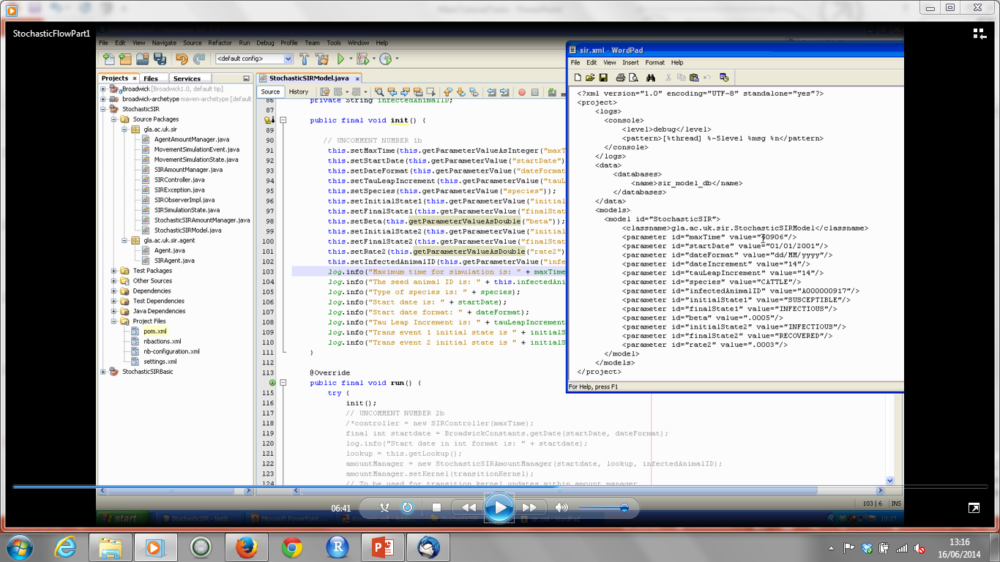 StochasticFlowPart1
File Edit View Navigate Source Refactor Run Debug Profile Team Tools Window Help
<default config>
Projects Files Services
Broadwick [Broadwick1.0, default tip]
broadwick-archetype maven-archetype [default
StochasticSIR
Source Packages
gla.ac.uk.sir
AgentAmountManager.java
MovementSimulationEvent.java
MovementSimulationState.java
SIRAmountManager.java
SIRController.java
SIRException.java
SIRObserverImpl.java
SIRSimulationState.java
StochasticSIRAmountManager.java
StochasticSIRModel.java
gla.ac.uk.sir.agent
Agent.java
SIRAgent.java
Test Packages
Other Sources
Dependencies
Test Dependencies
Java Dependencies
Project Files
pom.xml
nbactions.xml
nb-configuration.xml
settings.xml
StochasticSIRBasic
StochasticSIRModel.java
Source History
86 private String infectedAnimalID;
87
public final void init() {
89
90 // UNCOMMENT NUMBER 1b
91 this.setMaxTime(this.getParameterValueAsInteger("maxT
92 this.setStartDate(this.getParameterValue("startDate")
93 this.setDateFormat(this.getParameterValue("dateFormat
94 this.setTauLeapIncrement(this.getParameterValue("tauL
95 this.setSpecies(this.getParameterValue("species"));
96 this.setInitialState1(this.getParameterValue("initial
97 this.setFinalState1(this.getParameterValue("finalStat
98 this.setBeta(this.getParameterValueAsDouble("beta"));
99 this.setInitialState2(this.getParameterValue("initial
100 this.setFinalState2(this.getParameterValue("finalStat
101 this.setRate2(this.getParameterValueAsDouble("rate2")
102 this.setInfectedAnimalID(this.getParameterValue("infe
103 log.info("Maximum time for simulation is: " + maxTime
104 log.info("The seed animal ID is: " + this.infectedAni
105 log.info("Type of species is: " + species);
106 log.info("Start date is: " + startDate);
107 log.info("Start date format: " + dateFormat);
108 log.info("Tau Leap Increment is: " + tauLeapIncrement
109 log.info("Trans event 1 initial state is " + initialS
110 log.info("Trans event 2 initial state is " + initialS
111 }
112
113 @Override
public final void run() {
115 try {
116 init();
117 // UNCOMMENT NUMBER 2b
118 /*controller = new SIRController(maxTime);
119 final int startdate = BroadwickConstants.getDate(startDate, dateFormat);
120 log.info("Start date in int format is: " + startdate);
121 lookup = this.getLookup();
122 amountManager = new StochasticSIRAmountManager(startdate, lookup, infectedAnimalID);
123 amountManager.setKernel(transitionKernel);
124 // To be used for transition kernel updates within amount manager
103 | 6 INS
sir.xml - WordPad
File Edit View Insert Format Help
<?xml version="1.0" encoding="UTF-8" standalone="yes"?>
<project>
<logs>
<console>
<level>debug</level>
<pattern>[%thread] %-5level %msg %n</pattern>
</console>
</logs>
<data>
<databases>
<name>sir_model_db</name>
</databases>
</data>
<models>
<model id="StochasticSIR">
<classname>gla.ac.uk.sir.StochasticSIRModel</classname>
<parameter id="maxTime" value="40906"/>
<parameter id="startDate" value="01/01/2001"/>
<parameter id="dateFormat" value="dd/MM/yyyy"/>
<parameter id="dateIncrement" value="14"/>
<parameter id="tauLeapIncrement" value="14"/>
<parameter id="species" value="CATTLE"/>
<parameter id="infectedAnimalID" value="A000000917"/>
<parameter id="initialState1" value="SUSCEPTIBLE"/>
<parameter id="finalState1" value="INFECTIOUS"/>
<parameter id="beta" value=".0005"/>
<parameter id="initialState2" value="INFECTIOUS"/>
<parameter id="finalState2" value="RECOVERED"/>
<parameter id="rate2" value=".0003"/>
</model>
</models>
</project>
For Help, press F1
06:41
start
StochasticSIR - NetB...
Microsoft PowerPoint ...
sir.xml - WordPad
10:27
13:16
16/06/2014